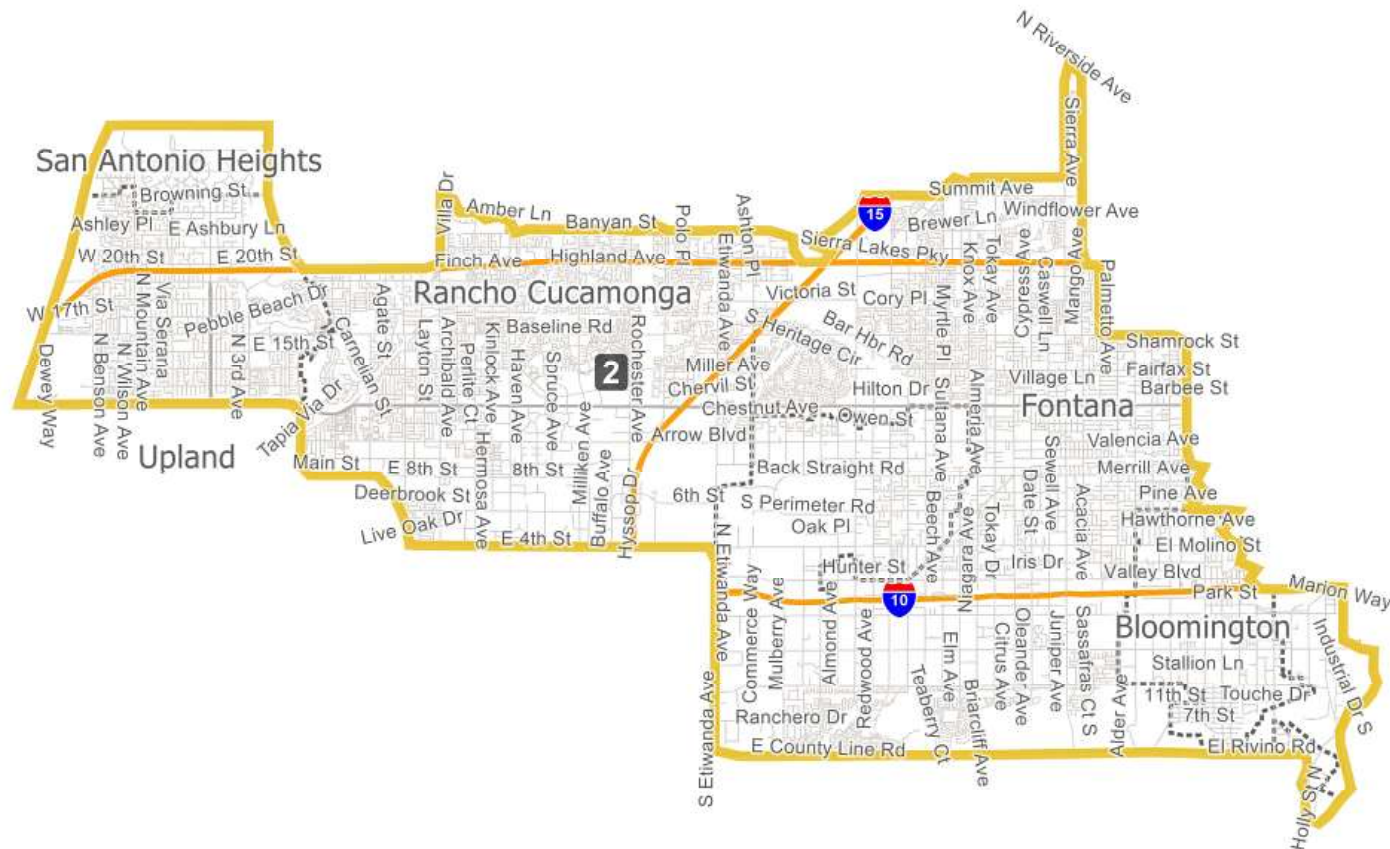 N Riverside Ave
Sierra Ave
San Antonio Heights
Browning St
Ashley Pl
E Ashbury Ln
W 20th St
E 20th St
Villa Dr
Amber Ln
Banyan St
Polo Pl
Ashton Pl
Etiwanda Ave
15
Summit Ave
Brewer Ln
Windflower Ave
Sierra Lakes Pky
Finch Ave
Highland Ave
Knox Ave
Tokay Ave
Cypress Ave
Caswell Ln
Mango Ave
Palmetto Ave
W 17th St
N Mountain Ave
Via Seraria
Pebble Beach Dr
Agate St
Rancho Cucamonga
Victoria St
Cory Pl
Myrtle Pl
Dewey Way
N Benson Ave
N Wilson Ave
N 3rd Ave
E 15th St
Carnelian St
Layton St
Archibald Ave
Perlite Ct
Kinlock Ave
Baseline Rd
Haven Ave
Spruce Ave
2
Rochester Ave
S Heritage Cir
Bar Hbr Rd
Shamrock St
Fairfax St
Barbee St
Miller Ave
Chervil St
Hilton Dr
Village Ln
Chestnut Ave
Owen St
Sultana Ave
Almeria Ave
Fontana
Upland
Tapia Via Dr
Arrow Blvd
Valencia Ave
Main St
E 8th St
8th St
Hermosa Ave
Milliken Ave
Buffalo Ave
Hyssop Dr
Back Straight Rd
Merrill Ave
Deerbrook St
6th St
S Perimeter Rd
Beech Ave
Date St
Sewell Ave
Acacia Ave
Pine Ave
Live Oak Dr
E 4th St
Oak Pl
Niagara Ave
Tokay Dr
Iris Dr
Hawthorne Ave
El Molino St
N Etiwanda Ave
Hunter St
Valley Blvd
10
Park St
Marion Way
Commerce Way
Mulberry Ave
Almond Ave
Redwood Ave
Elm Ave
Citrus Ave
Oleander Ave
Juniper Ave
Sassafras Ct S
Bloomington
Industrial Dr S
Stallion Ln
Alder Ave
11th St
Touche Dr
7th St
Ranchero Dr
Teaberry Ct
Briarcliff Ave
S Etiwanda Ave
E County Line Rd
El Rivino Rd
Holly St N